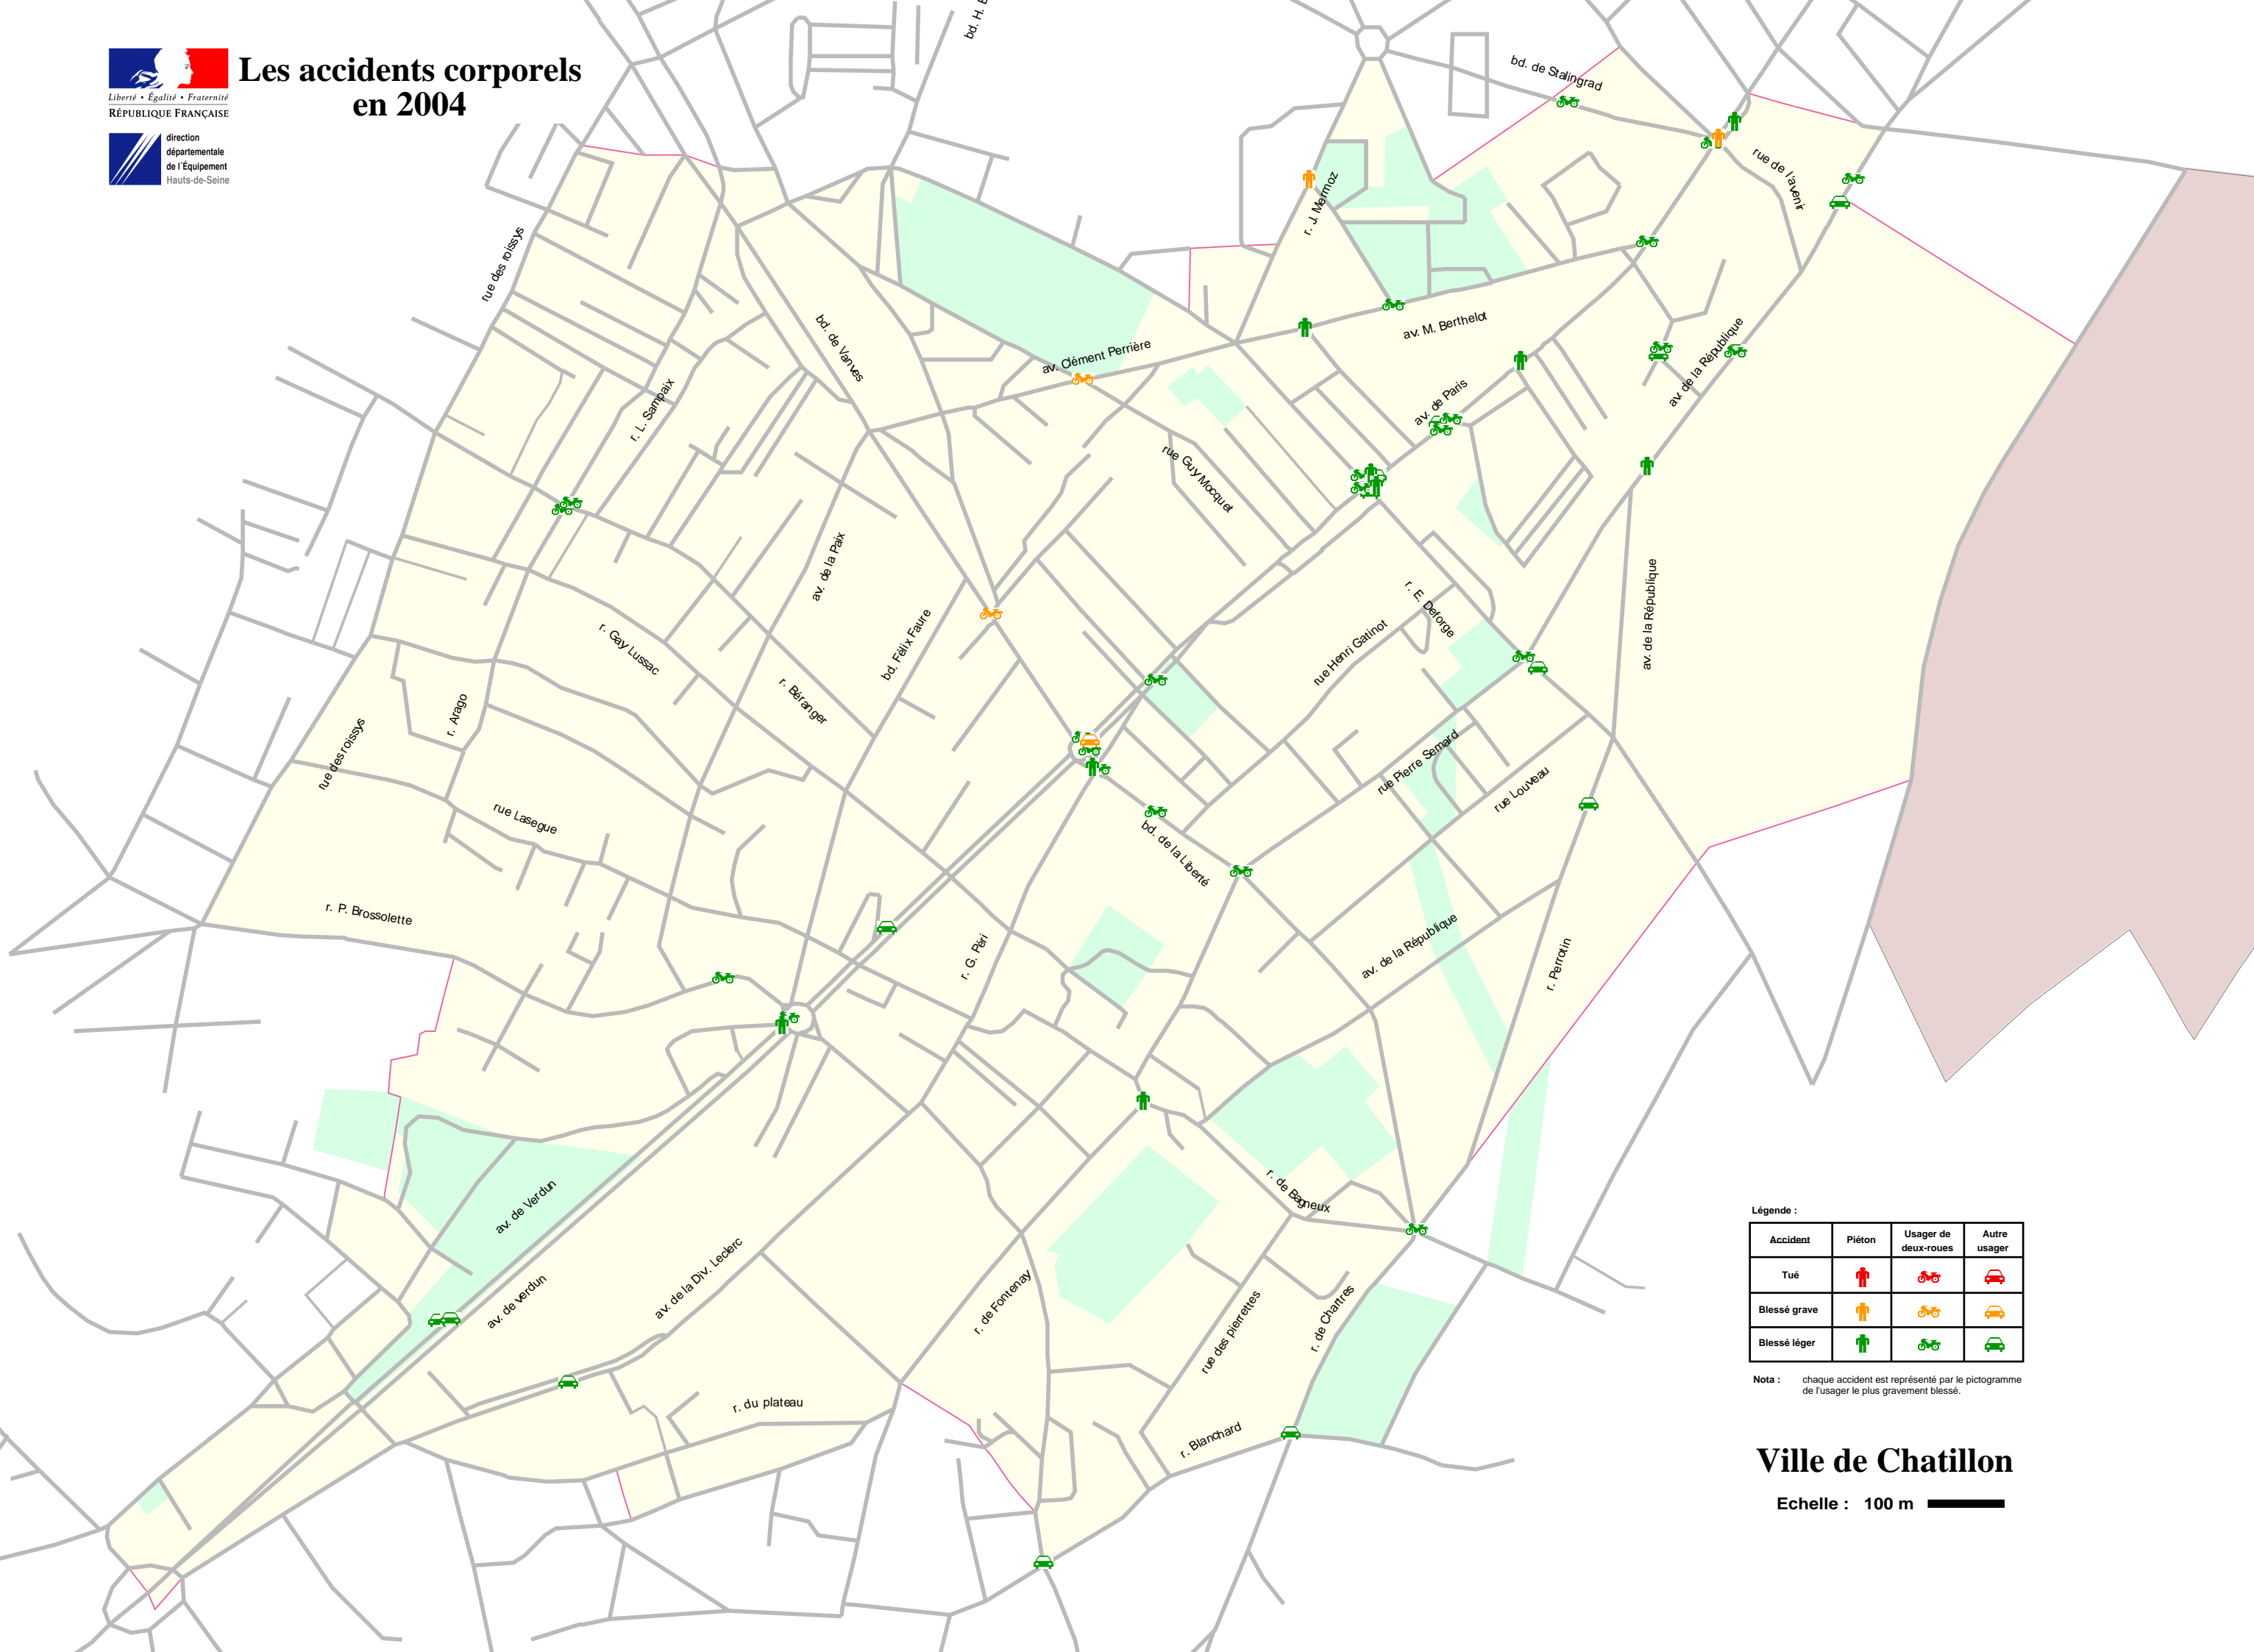 Liberté • Égalité • Fraternité
RÉPUBLIQUE FRANÇAISE
direction
départementale
de l'Équipement
Hauts-de-Seine
Les accidents corporels
en 2004
bd. de Stalingrad
rue de l'avenir
r. J. Mermoz
rue des roissys
bd. de Vanves
av. Clément Perrière
av. M. Berthelot
av. de la République
r. L. Sampaix
av. de Paris
rue Guy Mocquet
av. de la Paix
r. E. Deforge
av. de la République
bd. Félix Faure
r. Gay Lussac
rue Henri Gatinot
r. Béranger
r. Arago
rue des roissys
rue Pierre Semard
rue Louveau
rue Lasegue
bd. de la Liberté
r. P. Brossolette
r. G. Péri
av. de la République
r. Perrotin
av. de Verdun
r. de Bagneux
av. de la Div. Leclerc
av. de verdun
r. de Fontenay
rue des pierrettes
r. de Chartres
r. du plateau
r. Blanchard
Légende :
Accident
Piéton
Usager de
deux-roues
Autre
usager
Tué
Blessé grave
Blessé léger
Nota : chaque accident est représenté par le pictogramme
de l'usager le plus gravement blessé.
Ville de Chatillon
Echelle : 100 m